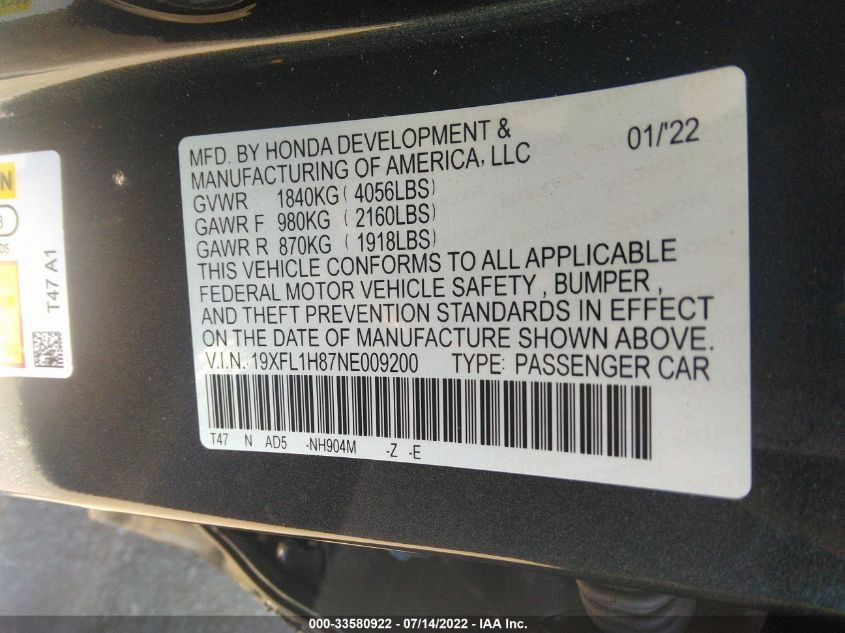 MFD. BY HONDA DEVELOPMENT & 01/'22
MANUFACTURING OF AMERICA, LLC
GVWR 1840KG ( 4056LBS)
GAWR F 980KG ( 2160LBS)
GAWR R 870KG ( 1918LBS)
THIS VEHICLE CONFORMS TO ALL APPLICABLE
FEDERAL MOTOR VEHICLE SAFETY , BUMPER ,
AND THEFT PREVENTION STANDARDS IN EFFECT
ON THE DATE OF MANUFACTURE SHOWN ABOVE.
V.I.N. 19XFL1H87NE009200 TYPE: PASSENGER CAR
T47 N AD5 -NH904M -Z -E
T47 A1
000-33580922 - 07/14/2022 - IAA Inc.